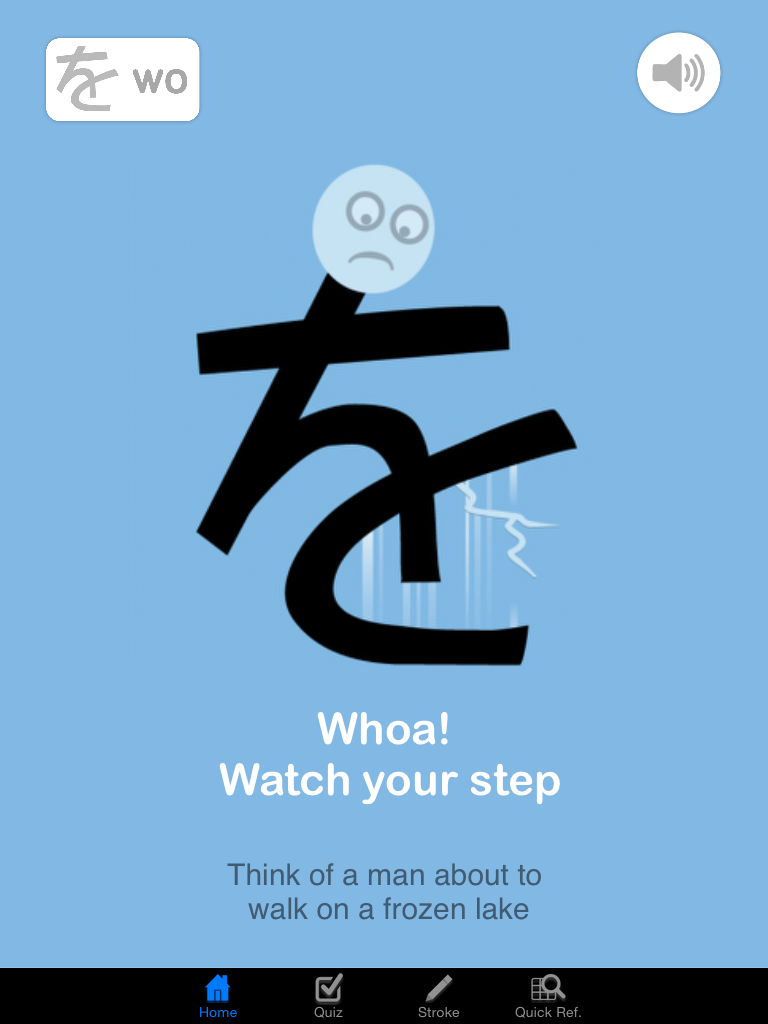 を wo
を
Whoa!
Watch your step
Think of a man about to
walk on a frozen lake
Home Quiz Stroke Quick Ref.